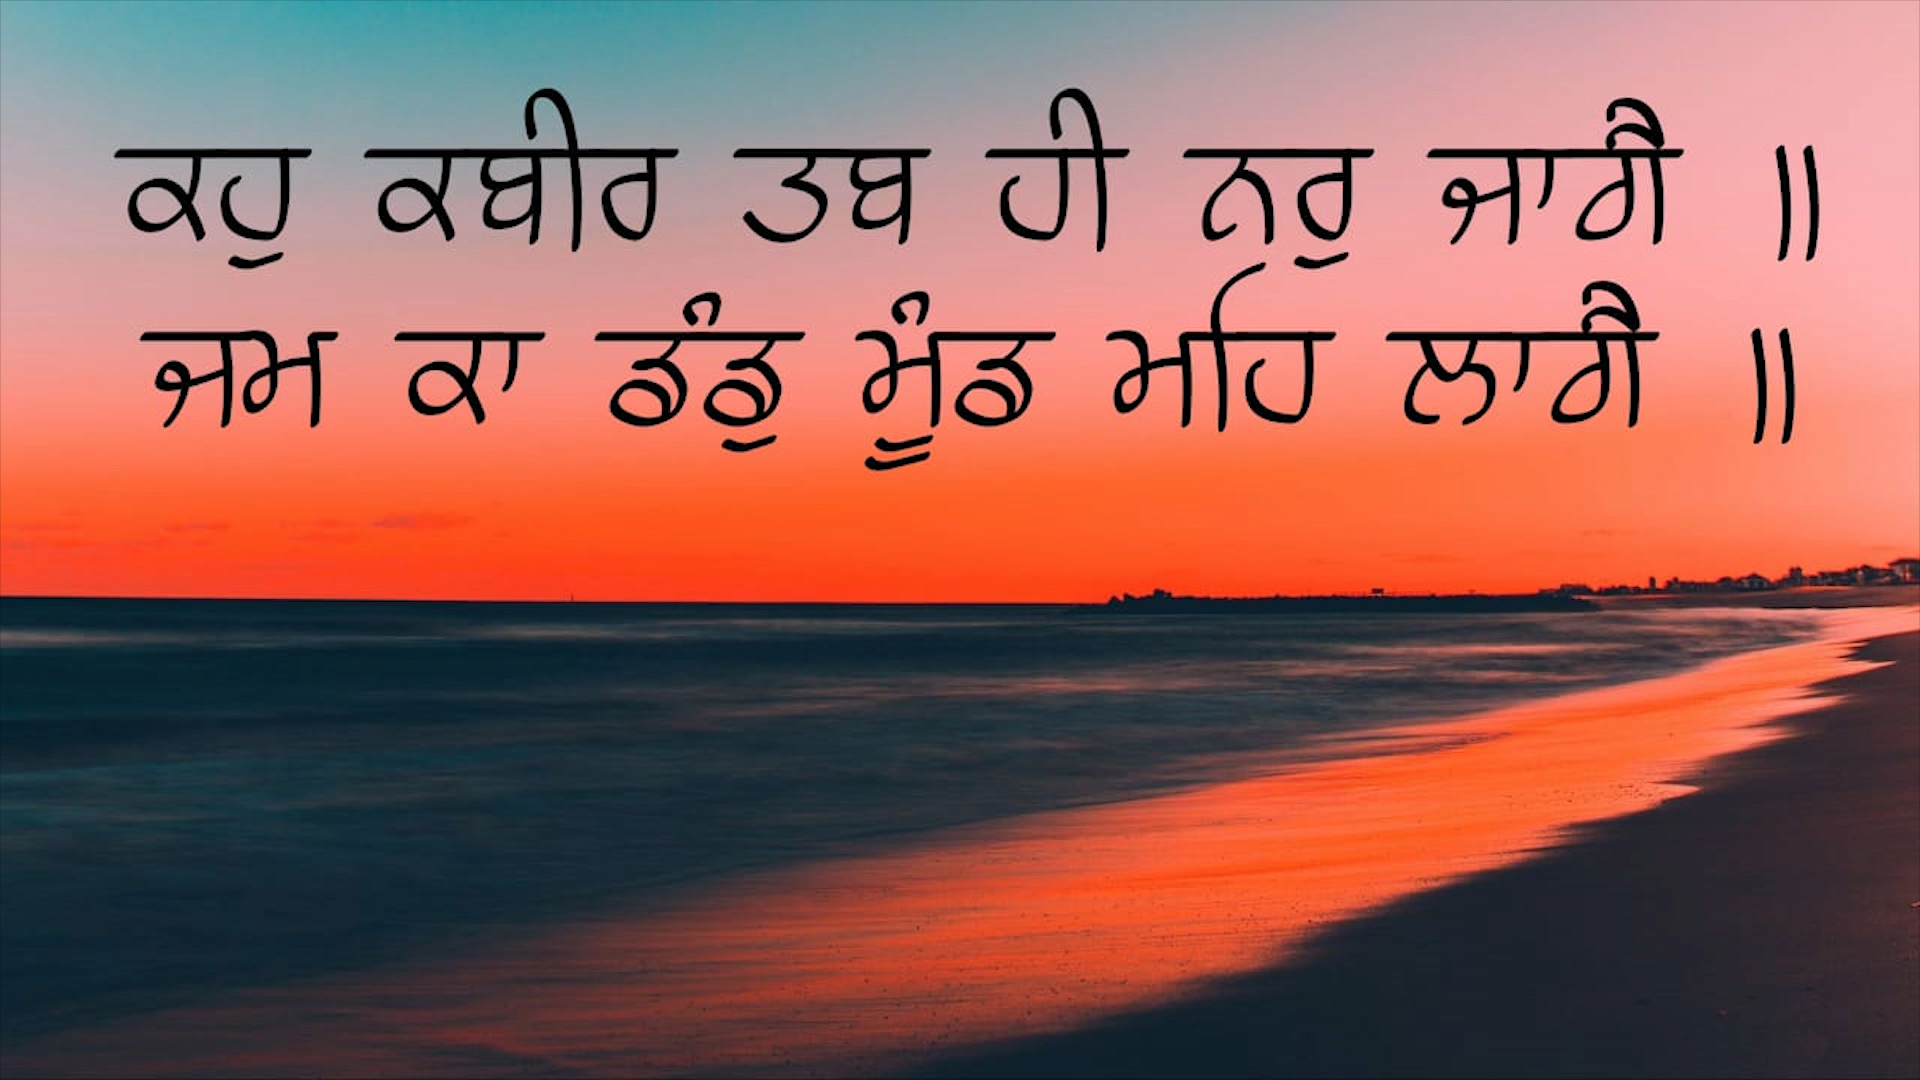 ਕਹੁ ਕਬੀਰ ਤਬ ਹੀ ਨਰੁ ਜਾਗੈ ॥
ਜਮ ਕਾ ਡੰਡੁ ਮੂੰਡ ਮਹਿ ਲਾਗੈ ॥